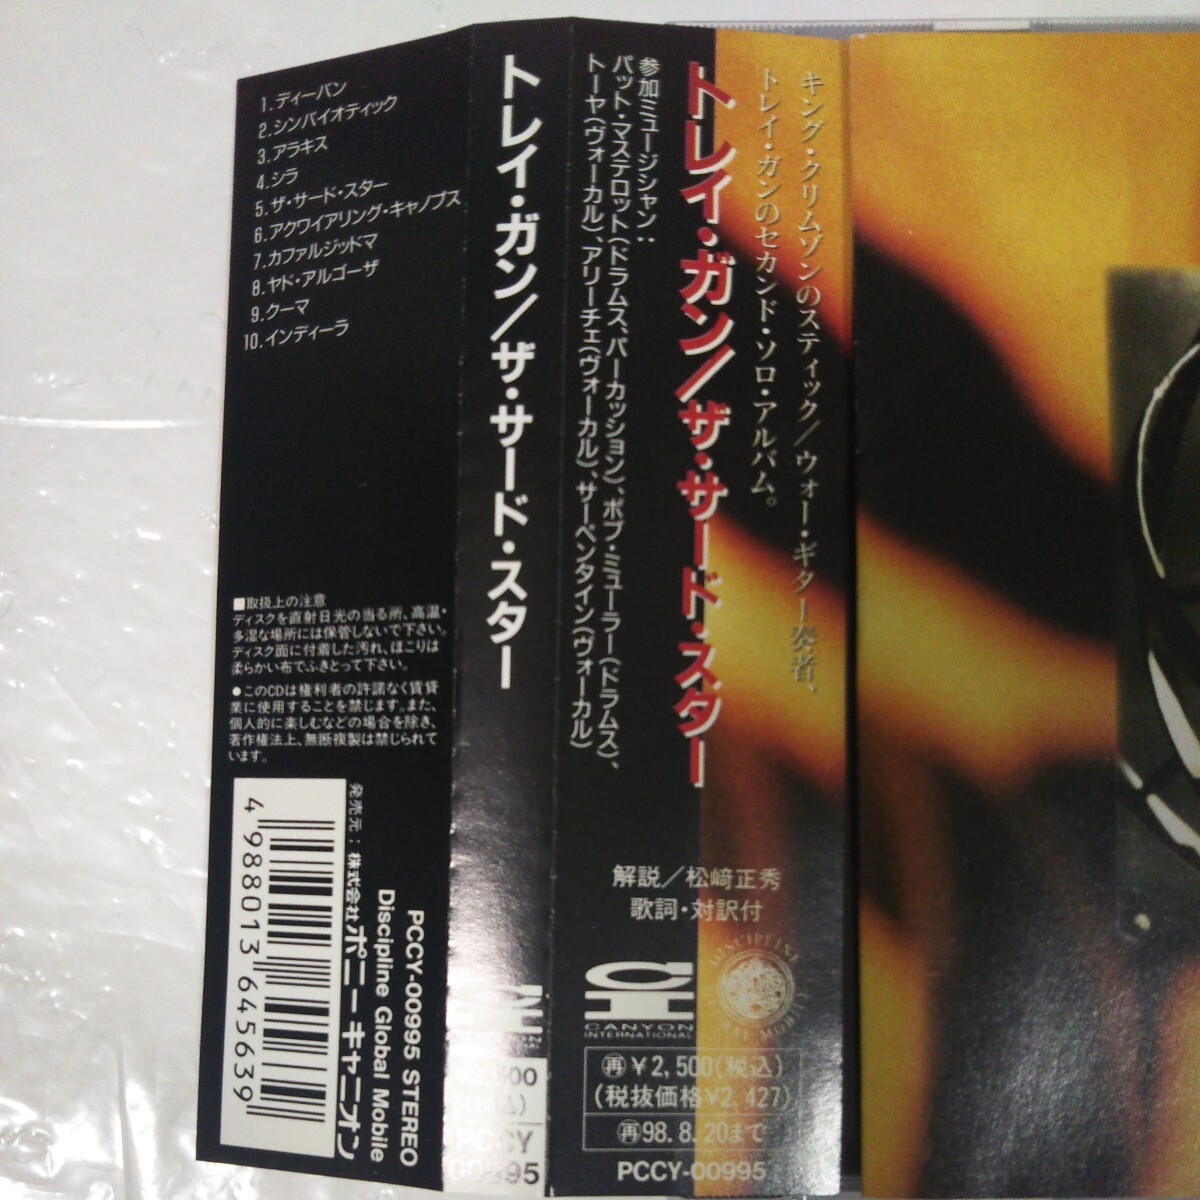 1.ディーバン
2.シンバイオティック
3.アラキス
4.シラ
5.ザ・サード・スター
6.アクワイアリング・キャノプス
7.カファルジッドマ
8.ヤド・アルゴーザ
9.クーマ
10.インディーラ
■取扱上の注意
ディスクを直射日光の当る所、高温・
多湿な場所には保管しないで下さい。
ディスク面に付着した汚れ、ほこりは
柔らかい布でふきとって下さい。
●このCDは権利者の許諾なく賃貸
業に使用することを禁じます。また、
個人的に楽しむなどの場合を除き、
著作権法上、無断複製は禁じられて
います。
4 988013 645639
発売元：株式会社ポニーキャニオン
Discipline Global Mobile
PCCY-00995 STEREO
トレイ・ガン/ザ・サード・スター
PCCY
00995
キング・クリムゾンのスティック/ウォー・ギター奏者、
トレイ・ガンのセカンド・ソロ・アルバム。
トレイ・ガン/ザ・サード・スター
参加ミュージシャン:
パット・マステロット(ドラムス、パーカッション)、ボブ・ミューラー(ドラムス)、
トーヤ(ヴォーカル)、アリーチェ(ヴォーカル)、サーペンタイン(ヴォーカル)
解説/松﨑正秀
歌詞・対訳付
CANYON
INTERNATIONAL
DISCIPLINE
GLOBAL MOBILE
再¥2,500(税込)
(税抜価格¥2,427)
再98.8.20まで
PCCY-00995